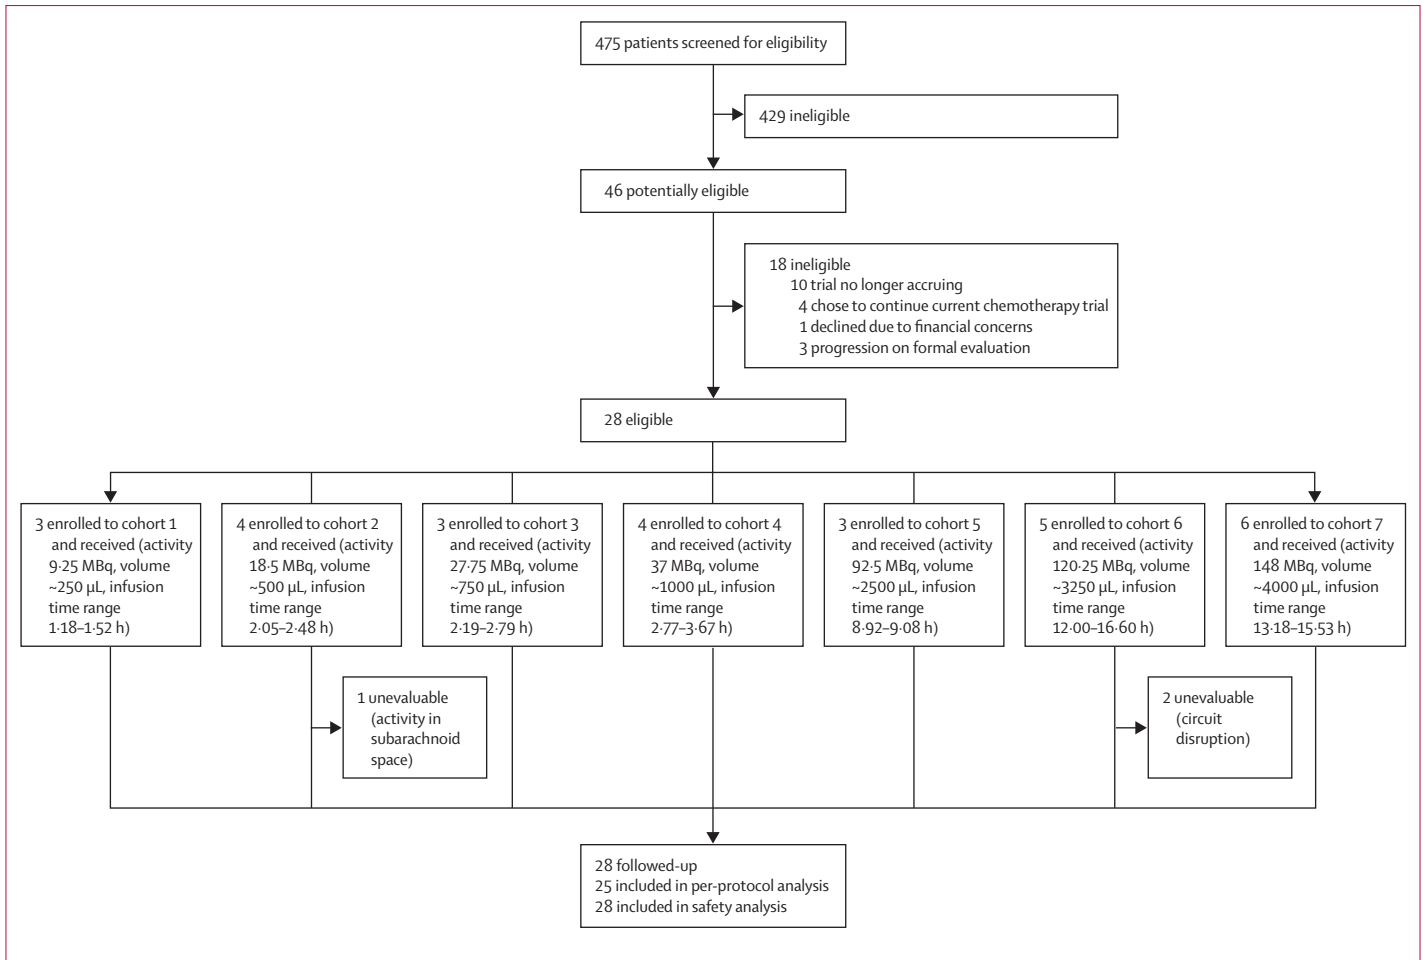 475 patients screened for eligibility
429 ineligible
46 potentially eligible
18 ineligible
10 trial no longer accruing
4 chose to continue current chemotherapy trial
1 declined due to financial concerns
3 progression on formal evaluation
28 eligible
3 enrolled to cohort 1
and received (activity
9·25 MBq, volume
~250 µL, infusion
time range
1·18–1·52 h)
4 enrolled to cohort 2
and received (activity
18·5 MBq, volume
~500 µL, infusion
time range
2·05–2·48 h)
3 enrolled to cohort 3
and received (activity
27·75 MBq, volume
~750 µL, infusion
time range
2·19–2·79 h)
4 enrolled to cohort 4
and received (activity
37 MBq, volume
~1000 µL, infusion
time range
2·77–3·67 h)
3 enrolled to cohort 5
and received (activity
92·5 MBq, volume
~2500 µL, infusion
time range
8·92–9·08 h)
5 enrolled to cohort 6
and received (activity
120·25 MBq, volume
~3250 µL, infusion
time range
12·00–16·60 h)
6 enrolled to cohort 7
and received (activity
148 MBq, volume
~4000 µL, infusion
time range
13·18–15·53 h)
1 unevaluable
(activity in
subarachnoid
space)
2 unevaluable
(circuit
disruption)
28 followed-up
25 included in per-protocol analysis
28 included in safety analysis